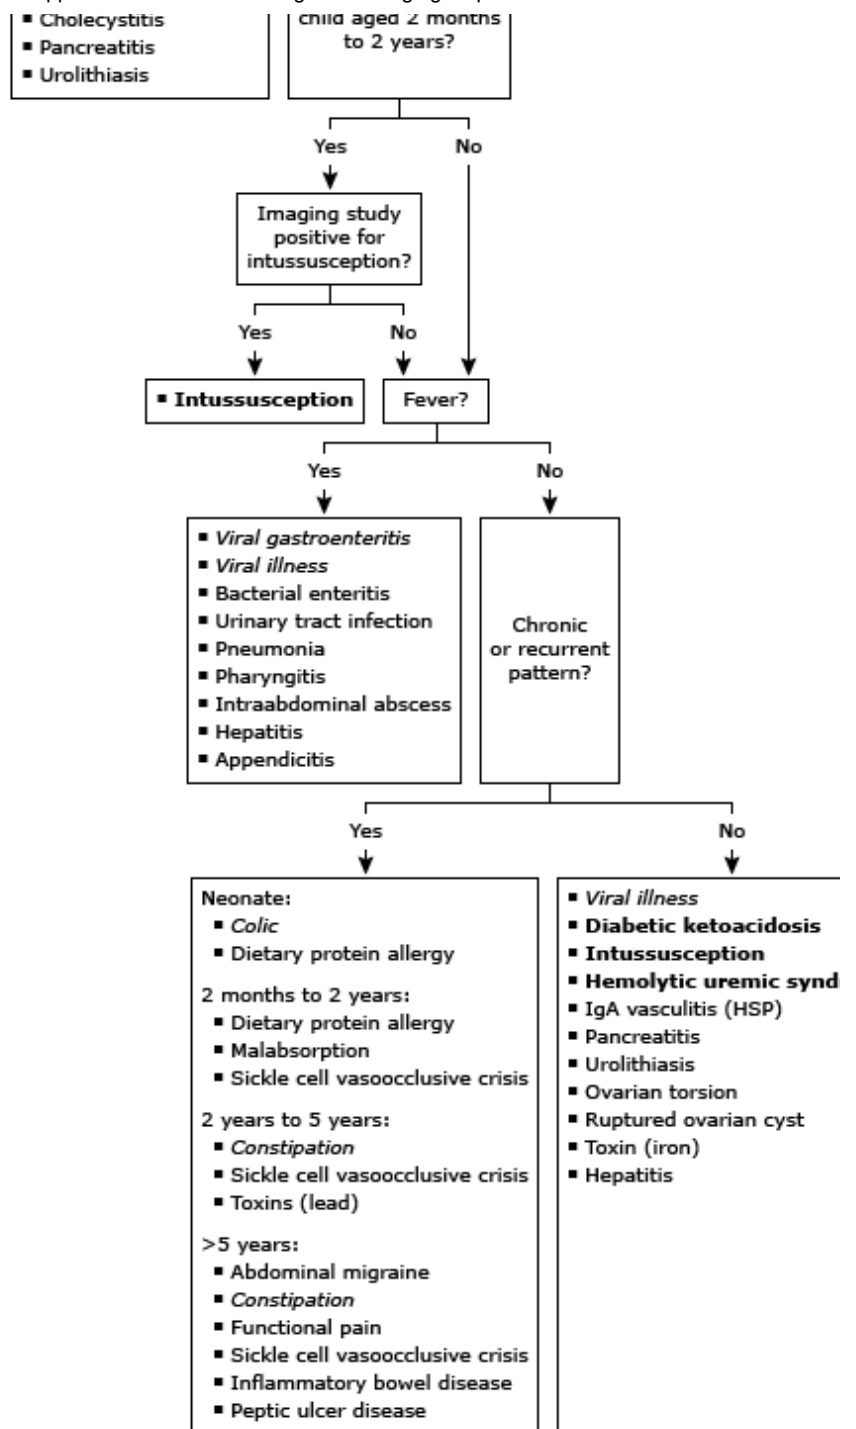 ▪ Cholecystitis
▪ Pancreatitis
▪ Urolithiasis
child aged 2 months
to 2 years?
Yes
No
Imaging study
positive for
intussusception?
Yes
No
▪ Intussusception
Fever?
Yes
No
▪ Viral gastroenteritis
▪ Viral illness
▪ Bacterial enteritis
▪ Urinary tract infection
▪ Pneumonia
▪ Pharyngitis
▪ Intraabdominal abscess
▪ Hepatitis
▪ Appendicitis
Chronic
or recurrent
pattern?
Yes
No
Neonate:
▪ Colic
▪ Dietary protein allergy
2 months to 2 years:
▪ Dietary protein allergy
▪ Malabsorption
▪ Sickle cell vasoocclusive crisis
2 years to 5 years:
▪ Constipation
▪ Sickle cell vasoocclusive crisis
▪ Toxins (lead)
>5 years:
▪ Abdominal migraine
▪ Constipation
▪ Functional pain
▪ Sickle cell vasoocclusive crisis
▪ Inflammatory bowel disease
▪ Peptic ulcer disease
▪ Viral illness
▪ Diabetic ketoacidosis
▪ Intussusception
▪ Hemolytic uremic synd
▪ IgA vasculitis (HSP)
▪ Pancreatitis
▪ Urolithiasis
▪ Ovarian torsion
▪ Ruptured ovarian cyst
▪ Toxin (iron)
▪ Hepatitis